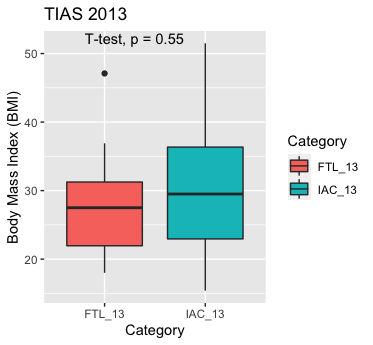 TIAS 2013
T-test, p = 0.55
Body Mass Index (BMI)
50
40
30
20
FTL_13
IAC_13
Category
Category
FTL_13
IAC_13